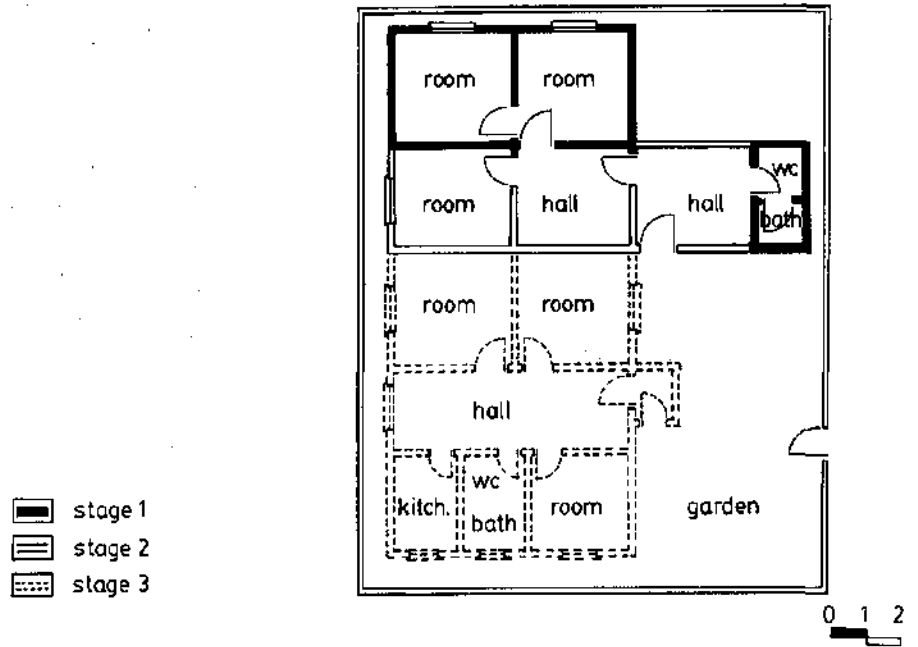 room room
room hall hall wc
bath
room room
hall
kitch. wc
bath room garden
stage 1
stage 2
stage 3
0 1 2